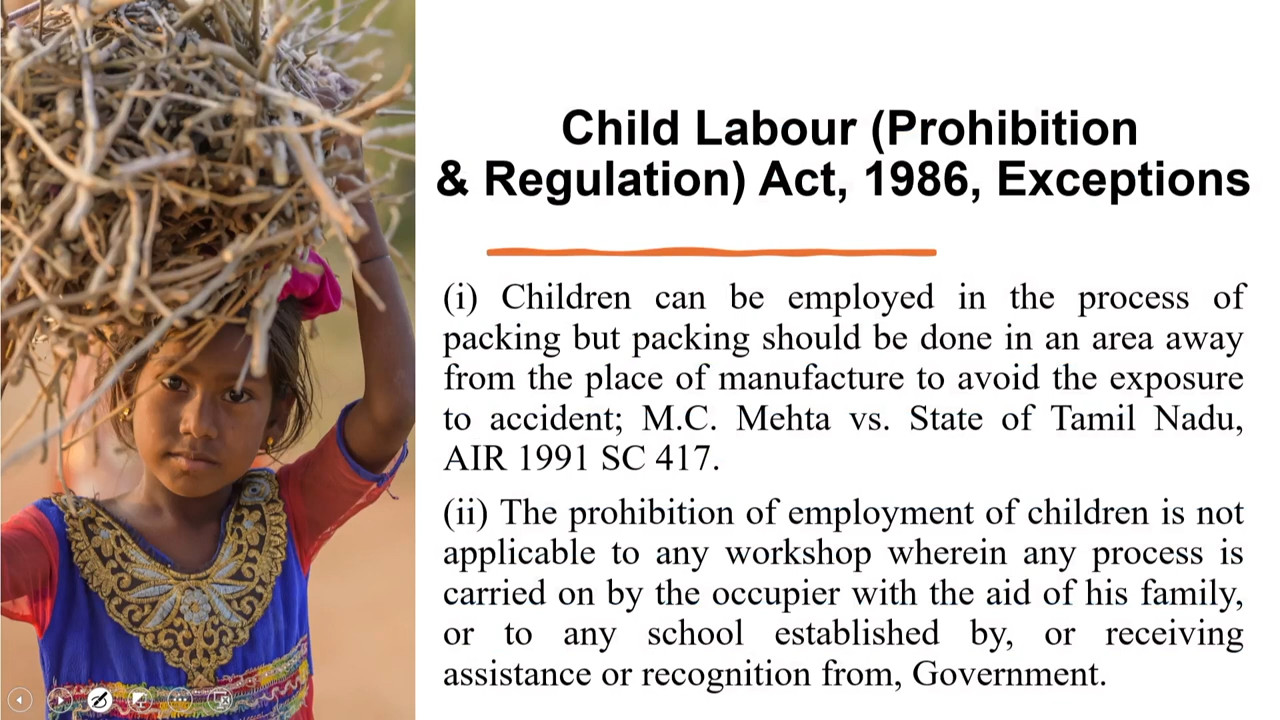 Child Labour (Prohibition
& Regulation) Act, 1986, Exceptions
(i) Children can be employed in the process of
packing but packing should be done in an area away
from the place of manufacture to avoid the exposure
to accident; M.C. Mehta vs. State of Tamil Nadu,
AIR 1991 SC 417.
(ii) The prohibition of employment of children is not
applicable to any workshop wherein any process is
carried on by the occupier with the aid of his family,
or to any school established by, or receiving
assistance or recognition from, Government.